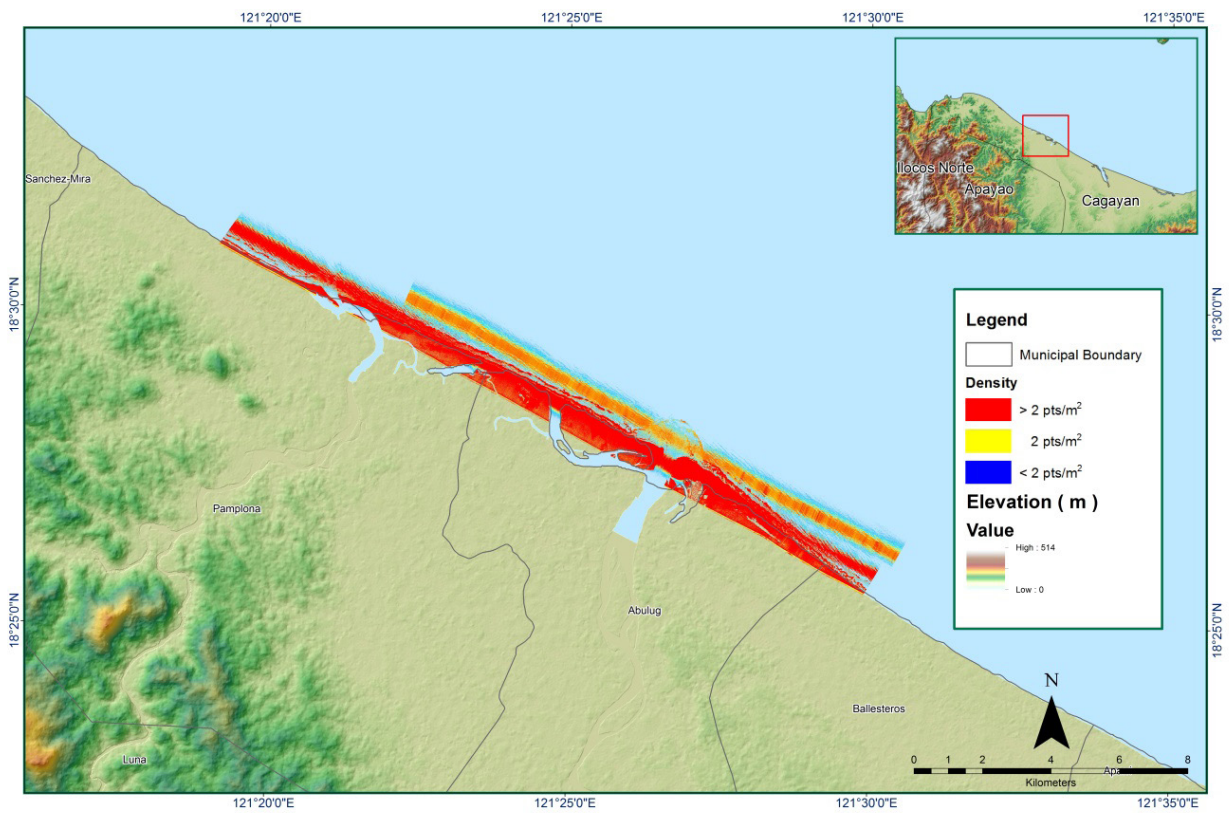 121°20'0"E
121°25'0"E
121°30'0"E
121°35'0"E
Sanchez-Mira
Ilocos Norte
Apayao
Cagayan
18°30'0"N
18°30'0"N
Legend
Municipal Boundary
Density
> 2 pts/m²
2 pts/m²
< 2 pts/m²
Elevation ( m )
Value
High : 514
Low : 0
Pamplona
Abulug
18°25'0"N
18°25'0"N
N
Ballesteros
Luna
0 1 2 4 6 8
Kilometers
Apa
121°20'0"E
121°25'0"E
121°30'0"E
121°35'0"E